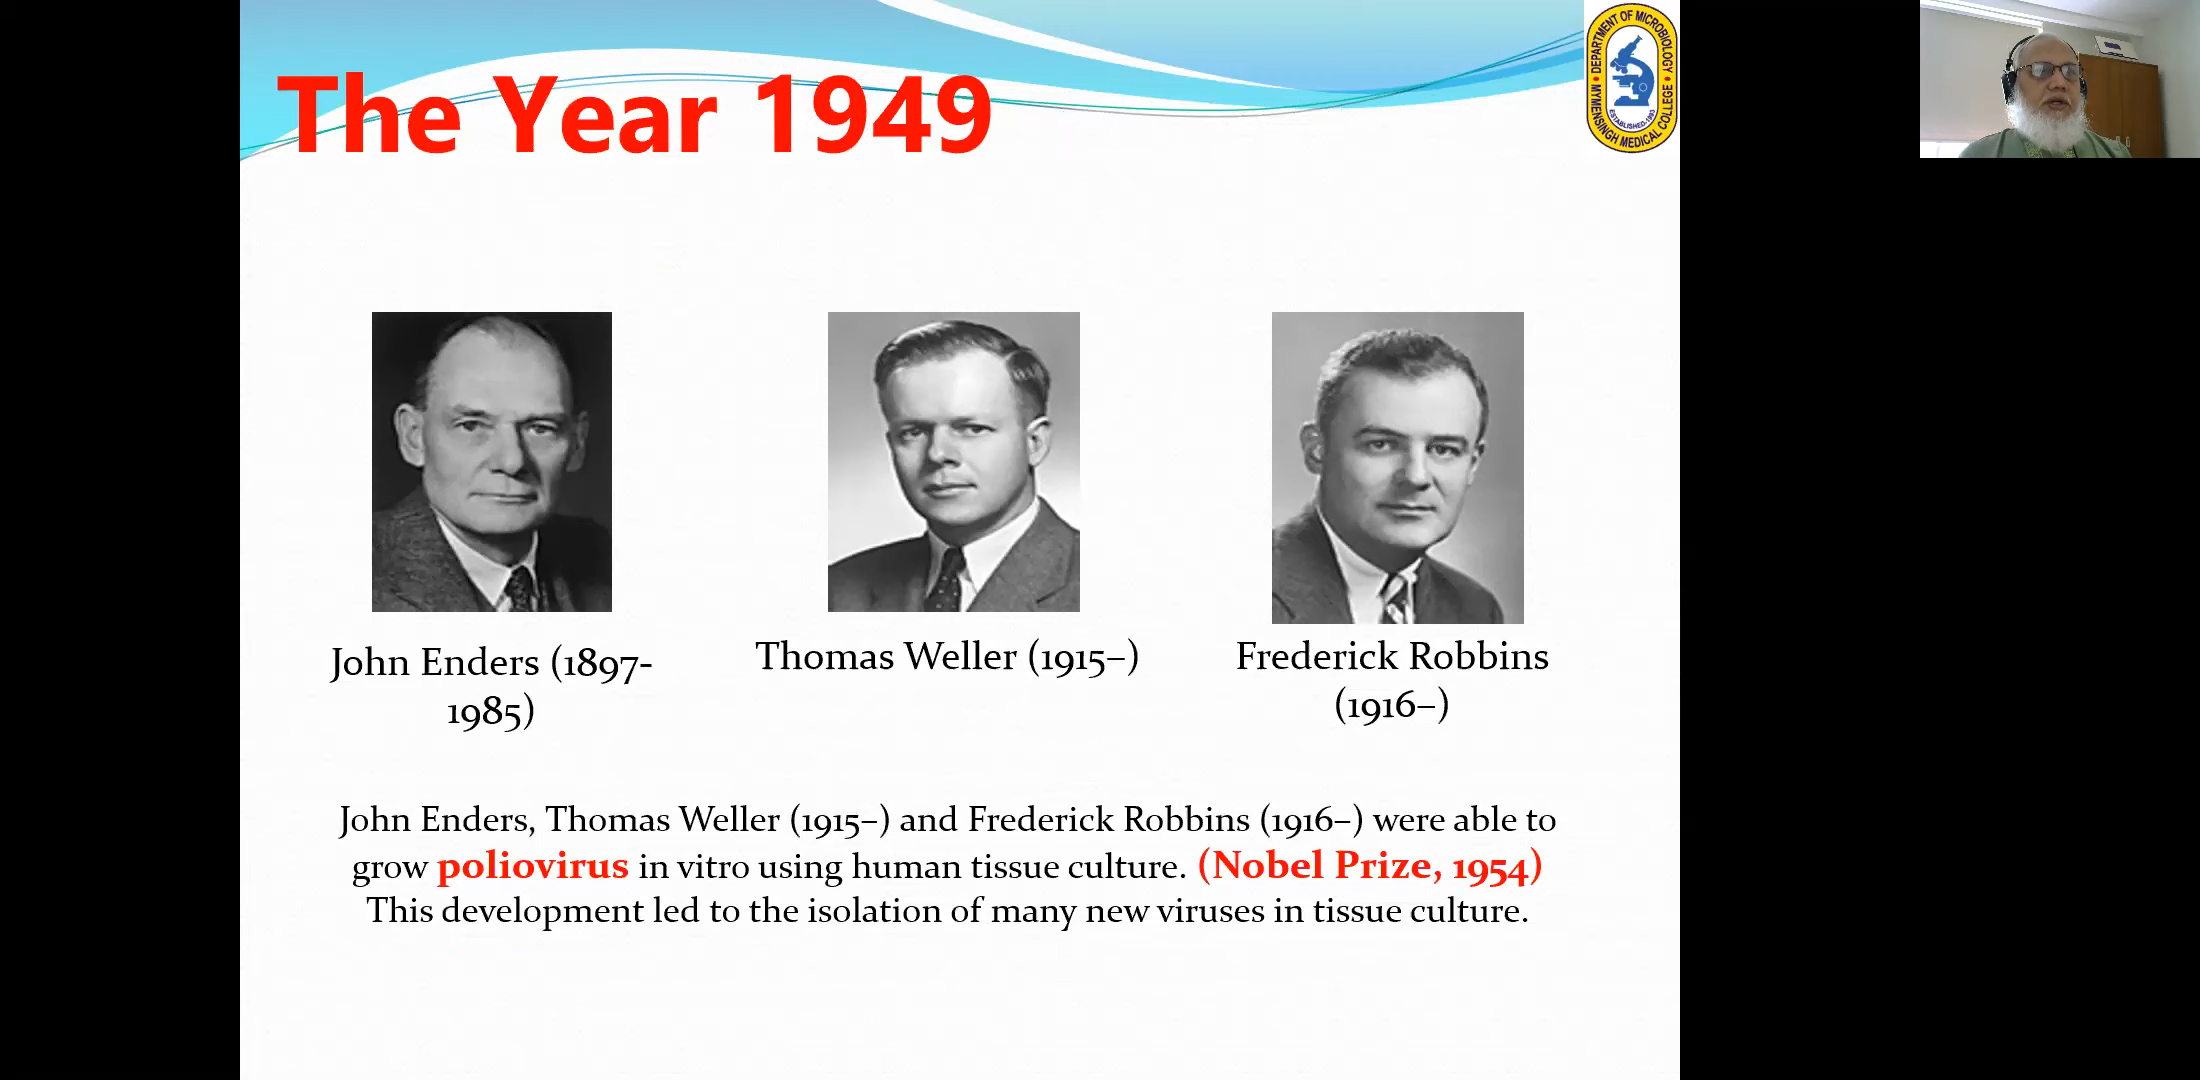 The Year 1949
DEPARTMENT OF MICROBIOLOGY
ESTABLISHED-
MYMENSINGH MEDICAL COLLEGE
John Enders (1897-
1985)
Thomas Weller (1915–)
Frederick Robbins
(1916–)
John Enders, Thomas Weller (1915–) and Frederick Robbins (1916–) were able to
grow poliovirus in vitro using human tissue culture. (Nobel Prize, 1954)
This development led to the isolation of many new viruses in tissue culture.